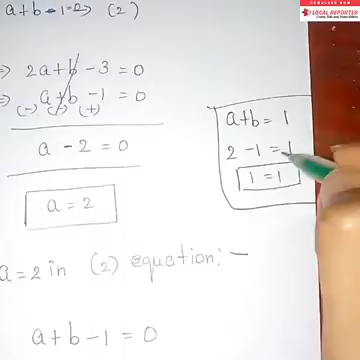 a+b-1=0⇒ (2)
⇒ 2a+b-3=0
⇒ a+b-1=0
(-) (-) (+)
a-2=0
a=2
a=2 in (2) equation:-
a+b-1=0
a+b=1
2-1=1
1=1
LOCAL REPORTER